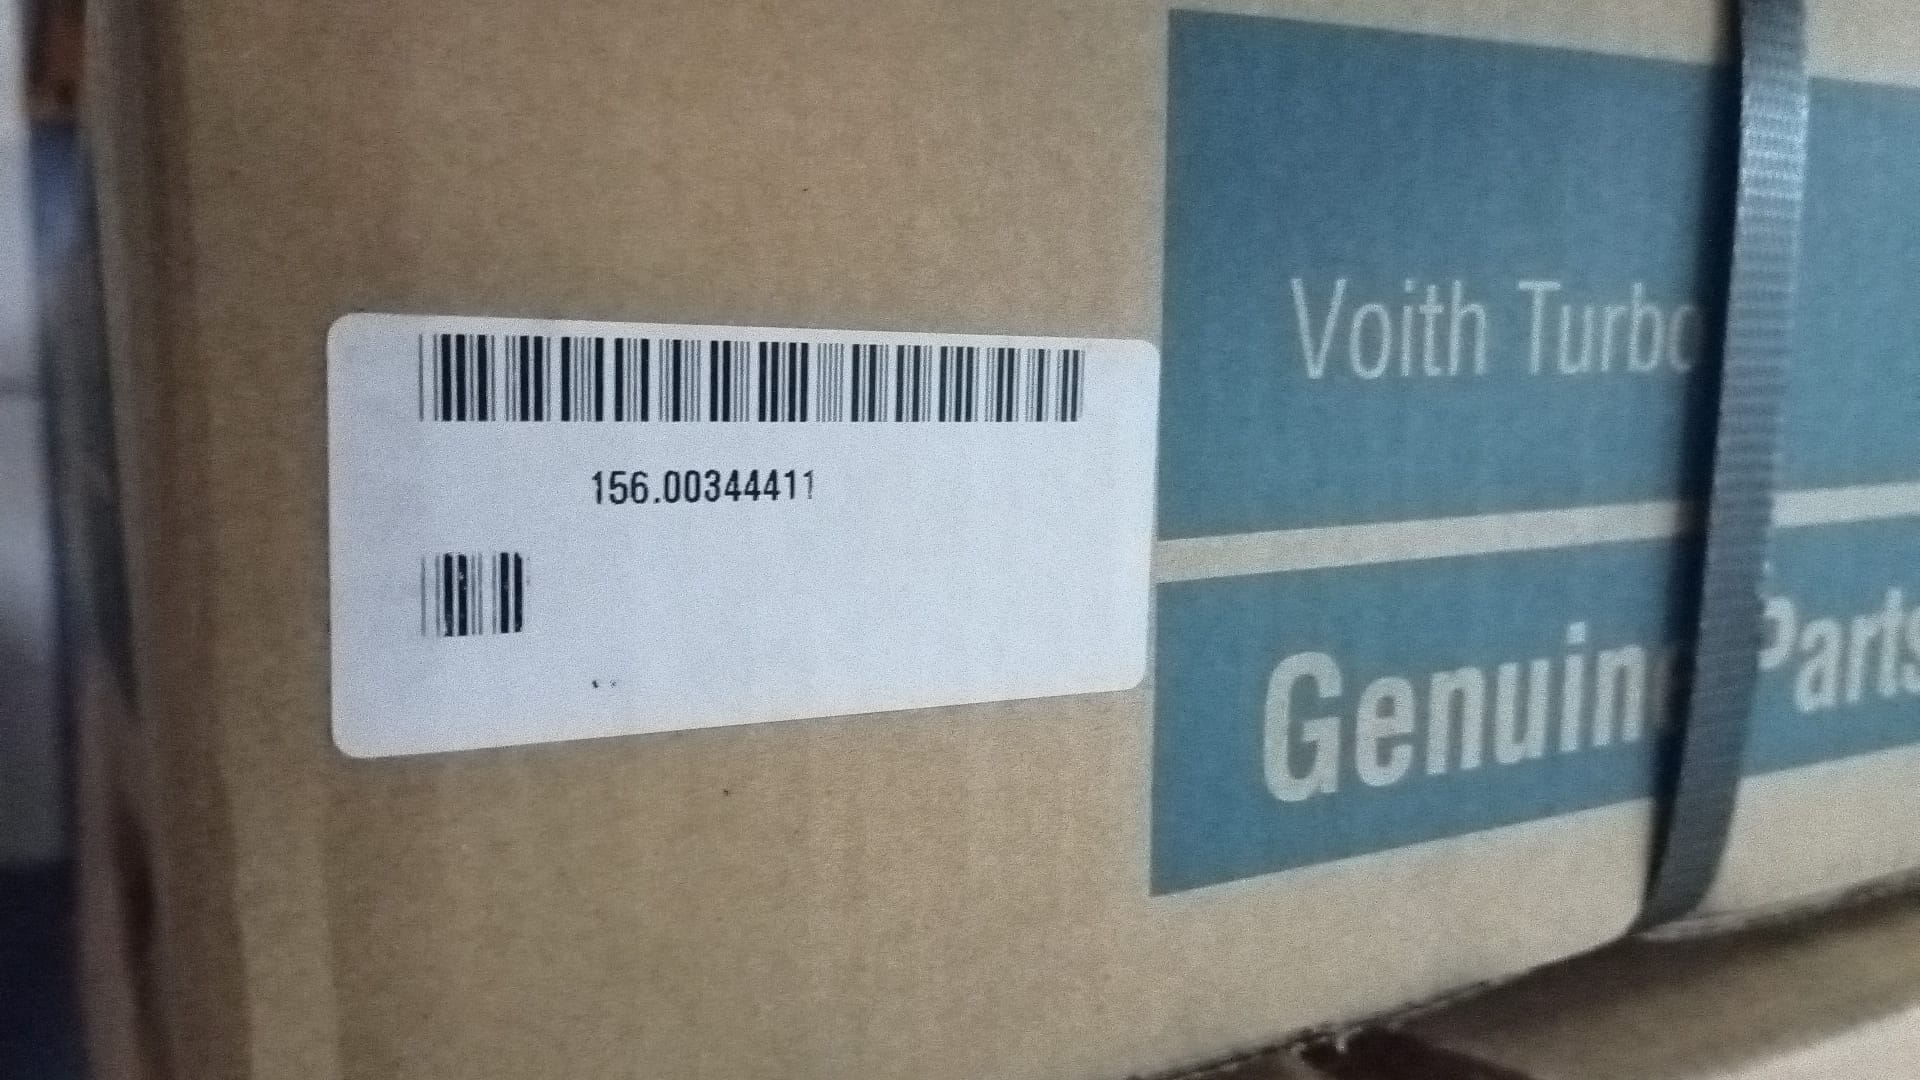 156.00344411
Voith Turbo
Genuine Parts